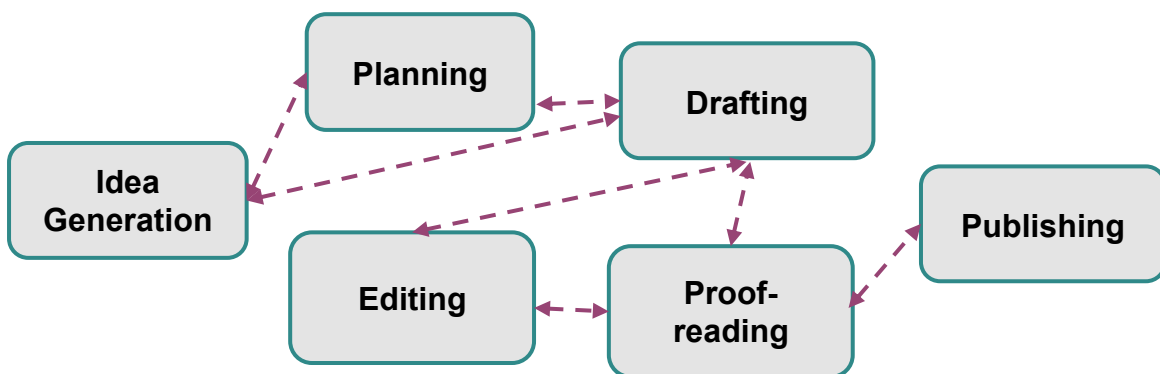 Planning
Drafting
Idea
Generation
Publishing
Editing
Proof-
reading